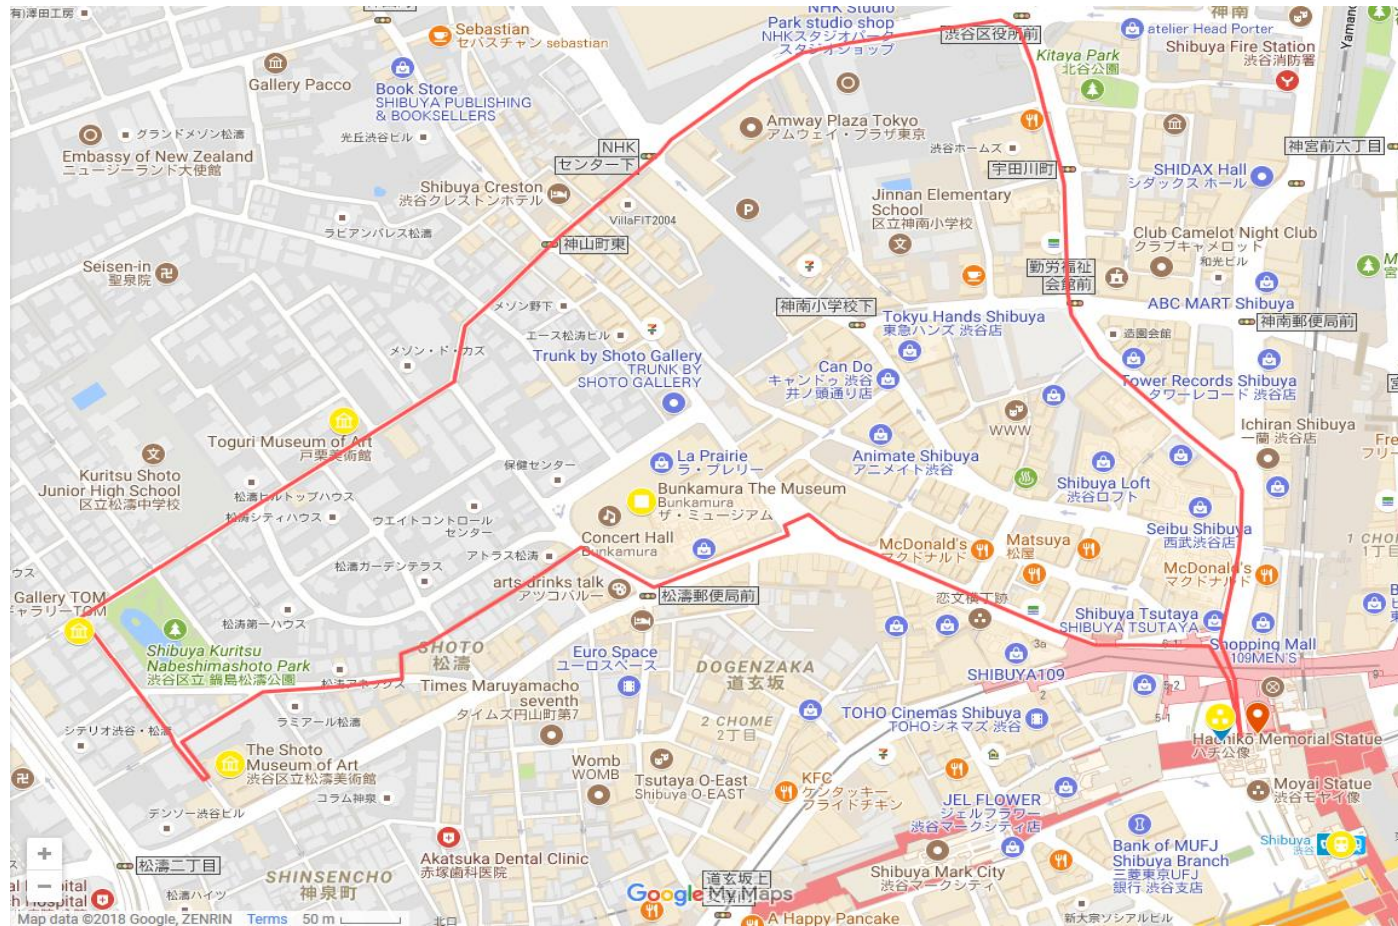 有)澤田工房
Sebastian
セバスチャン sebastian
Gallery Pacco
Book Store
SHIBUYA PUBLISHING
& BOOKSELLERS
NHK Studio
Park studio shop
NHKスタジオパーク
スタジオショップ
渋谷区役所前
神南
atelier Head Porter
Shibuya Fire Station
渋谷消防署
Kitaya Park
北谷公園
グランドメゾン松濤
光丘渋谷ビル
Embassy of New Zealand
ニュージーランド大使館
NHK
センター下
Amway Plaza Tokyo
アムウェイ・プラザ東京
渋谷ホームズ
宇田川町
神宮前六丁目
SHIDAX Hall
シダックス ホール
Shibuya Creston
渋谷クレストンホテル
VillaFIT2004
ラビアンパレス松濤
神山町東
Jinnan Elementary
School
区立神南小学校
Club Camelot Night Club
クラブキャメロット
和光ビル
Seisen-in
聖泉院
勤労福祉
会館前
メゾン野下
神南小学校下
ABC MART Shibuya
神南郵便局前
Tokyu Hands Shibuya
東急ハンズ 渋谷店
造園会館
エース松涛ビル
メゾン・ド・カズ
Trunk by Shoto Gallery
TRUNK BY
SHOTO GALLERY
Can Do
キャンドゥ 渋谷
井ノ頭通り店
Tower Records Shibuya
タワーレコード 渋谷店
Toguri Museum of Art
戸栗美術館
WWW
Ichiran Shibuya
一蘭 渋谷店
La Prairie
ラ・プレリー
Animate Shibuya
アニメイト渋谷
保健センター
Kuritsu Shoto
Junior High School
区立松濤中学校
松濤ヒルトップハウス
松涛シティハウス
ウエイトコントロール
センター
Bunkamura The Museum
Bunkamura
ザ・ミュージアム
Shibuya Loft
渋谷ロフト
Seibu Shibuya
西武渋谷店
Concert Hall
Bunkamura
McDonald's
マクドナルド
Matsuya
松屋
McDonald's
マクドナルド
アトラス松涛
松濤ガーデンテラス
arts drinks talk
アツコバルー
松濤郵便局前
恋文横丁跡
Gallery TOM
ギャラリーTOM
松涛第一ハウス
Shibuya Tsutaya
SHIBUYA TSUTAYA
Shopping Mall
109MEN'S
Shibuya Kuritsu
Nabeshimashoto Park
渋谷区立 鍋島松濤公園
SHOTO
松濤
Euro Space
ユーロスペース
DOGENZAKA
道玄坂
SHIBUYA109
松涛アネックス
Times Maruyamacho
seventh
タイムズ円山町第7
ラミアール松濤
2 CHOME
2丁目
TOHO Cinemas Shibuya
TOHOシネマズ 渋谷
Hachikō Memorial Statue
ハチ公像
シテリオ渋谷・松濤
The Shoto
Museum of Art
渋谷区立松濤美術館
Womb
WOMB
Tsutaya O-East
Shibuya O-EAST
KFC
ケンタッキー
フライドチキン
Moyai Statue
渋谷モヤイ像
コラム神泉
デンソー渋谷ビル
JEL FLOWER
ジェルフラワー
渋谷マークシティ店
Bank of MUFJ
Shibuya Branch
三菱東京UFJ
銀行 渋谷支店
Shibuya
渋谷
松濤二丁目
SHINSENCHO
神泉町
Akatsuka Dental Clinic
赤塚歯科医院
Shibuya Mark City
渋谷マークシティ
道玄坂上
松濤ハイツ
Google My Maps
A Happy Pancake
新大宗ソシアルビル
北口
Map data ©2018 Google, ZENRIN Terms 50 m